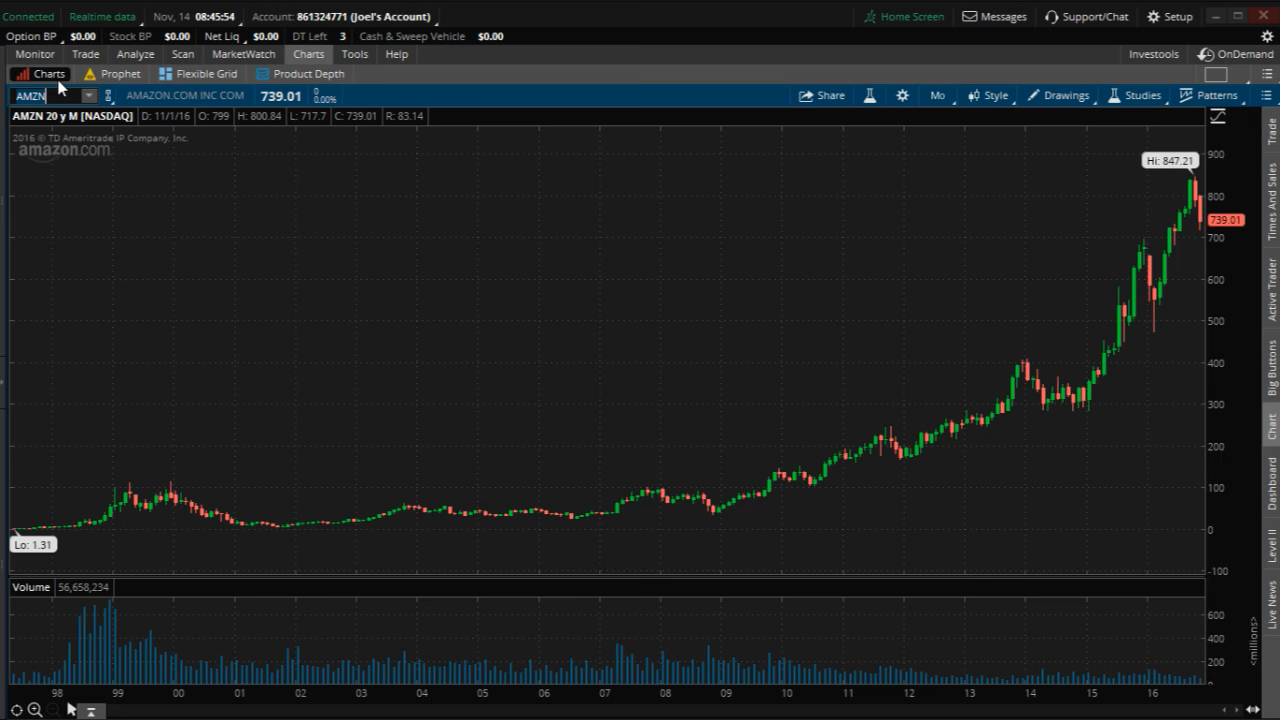 Connected Realtime data Nov, 14 08:45:54 Account: 861324771 (Joel's Account) Home Screen Messages Support/Chat Setup
Option BP $0.00 Stock BP $0.00 Net Liq $0.00 DT Left 3 Cash & Sweep Vehicle $0.00
Monitor Trade Analyze Scan MarketWatch Charts Tools Help Investools OnDemand
Charts Prophet Flexible Grid Product Depth
AMZN AMAZON.COM INC COM 739.01 0 0.00% Share Mo Style Drawings Studies Patterns
AMZN 20 y M [NASDAQ] D: 11/1/16 O: 799 H: 800.84 L: 717.7 C: 739.01 R: 83.14
2016 © TD Ameritrade IP Company, Inc.
amazon.com
Hi: 847.21
900
800
739.01
700
600
500
400
300
200
100
0
Lo: 1.31
-100
Volume 56,658,234
600
400
200
0
<millions>
98 99 00 01 02 03 04 05 06 07 08 09 10 11 12 13 14 15 16
Trade
Times And Sales
Active Trader
Big Buttons
Chart
Dashboard
Level II
Live News